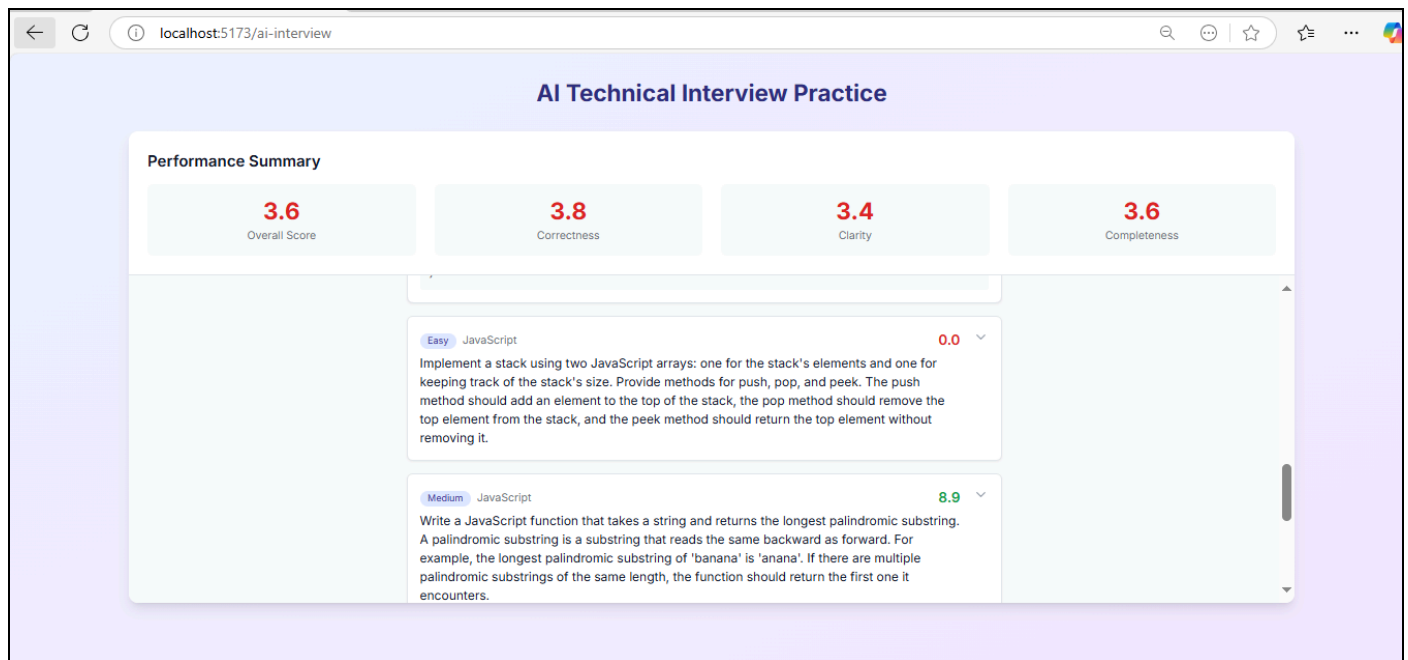 localhost:5173/ai-interview
AI Technical Interview Practice
Performance Summary
3.6
Overall Score
3.8
Correctness
3.4
Clarity
3.6
Completeness
Easy JavaScript 0.0
Implement a stack using two JavaScript arrays: one for the stack's elements and one for
keeping track of the stack's size. Provide methods for push, pop, and peek. The push
method should add an element to the top of the stack, the pop method should remove the
top element from the stack, and the peek method should return the top element without
removing it.
Medium JavaScript 8.9
Write a JavaScript function that takes a string and returns the longest palindromic substring.
A palindromic substring is a substring that reads the same backward as forward. For
example, the longest palindromic substring of 'banana' is 'anana'. If there are multiple
palindromic substrings of the same length, the function should return the first one it
encounters.